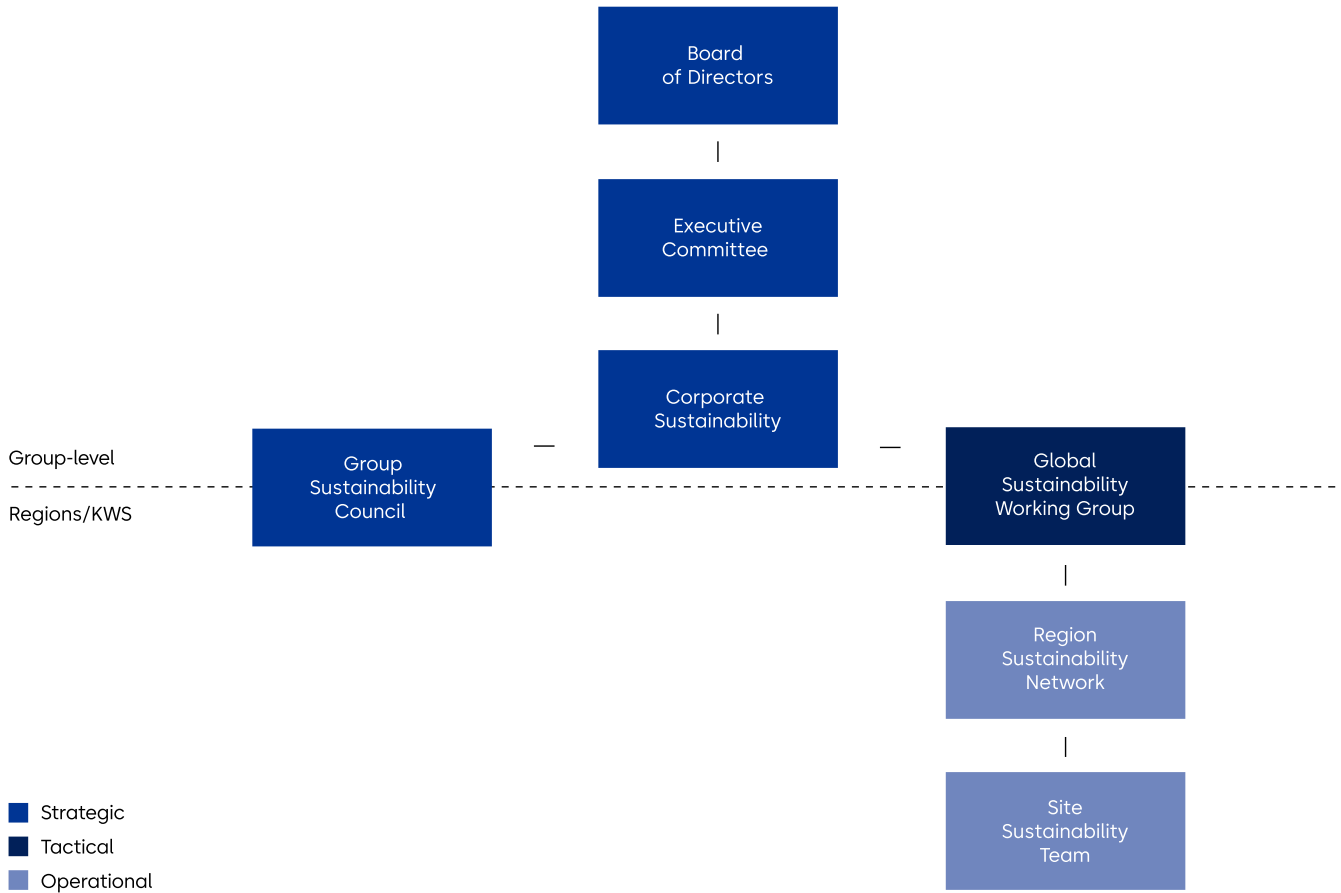 Board
of Directors
Executive
Committee
Corporate
Sustainability
Group-level
Regions/KWS
Group
Sustainability
Council
Global
Sustainability
Working Group
Region
Sustainability
Network
Site
Sustainability
Team
Strategic
Tactical
Operational